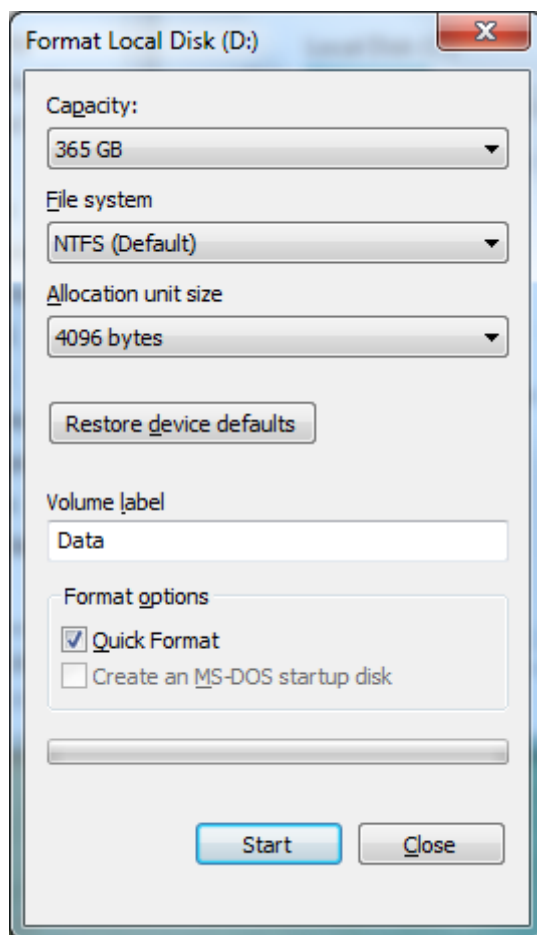 Format Local Disk (D:)
Capacity:
365 GB
File system
NTFS (Default)
Allocation unit size
4096 bytes
Restore device defaults
Volume label
Data
Format options
Quick Format
Create an MS-DOS startup disk
Start
Close